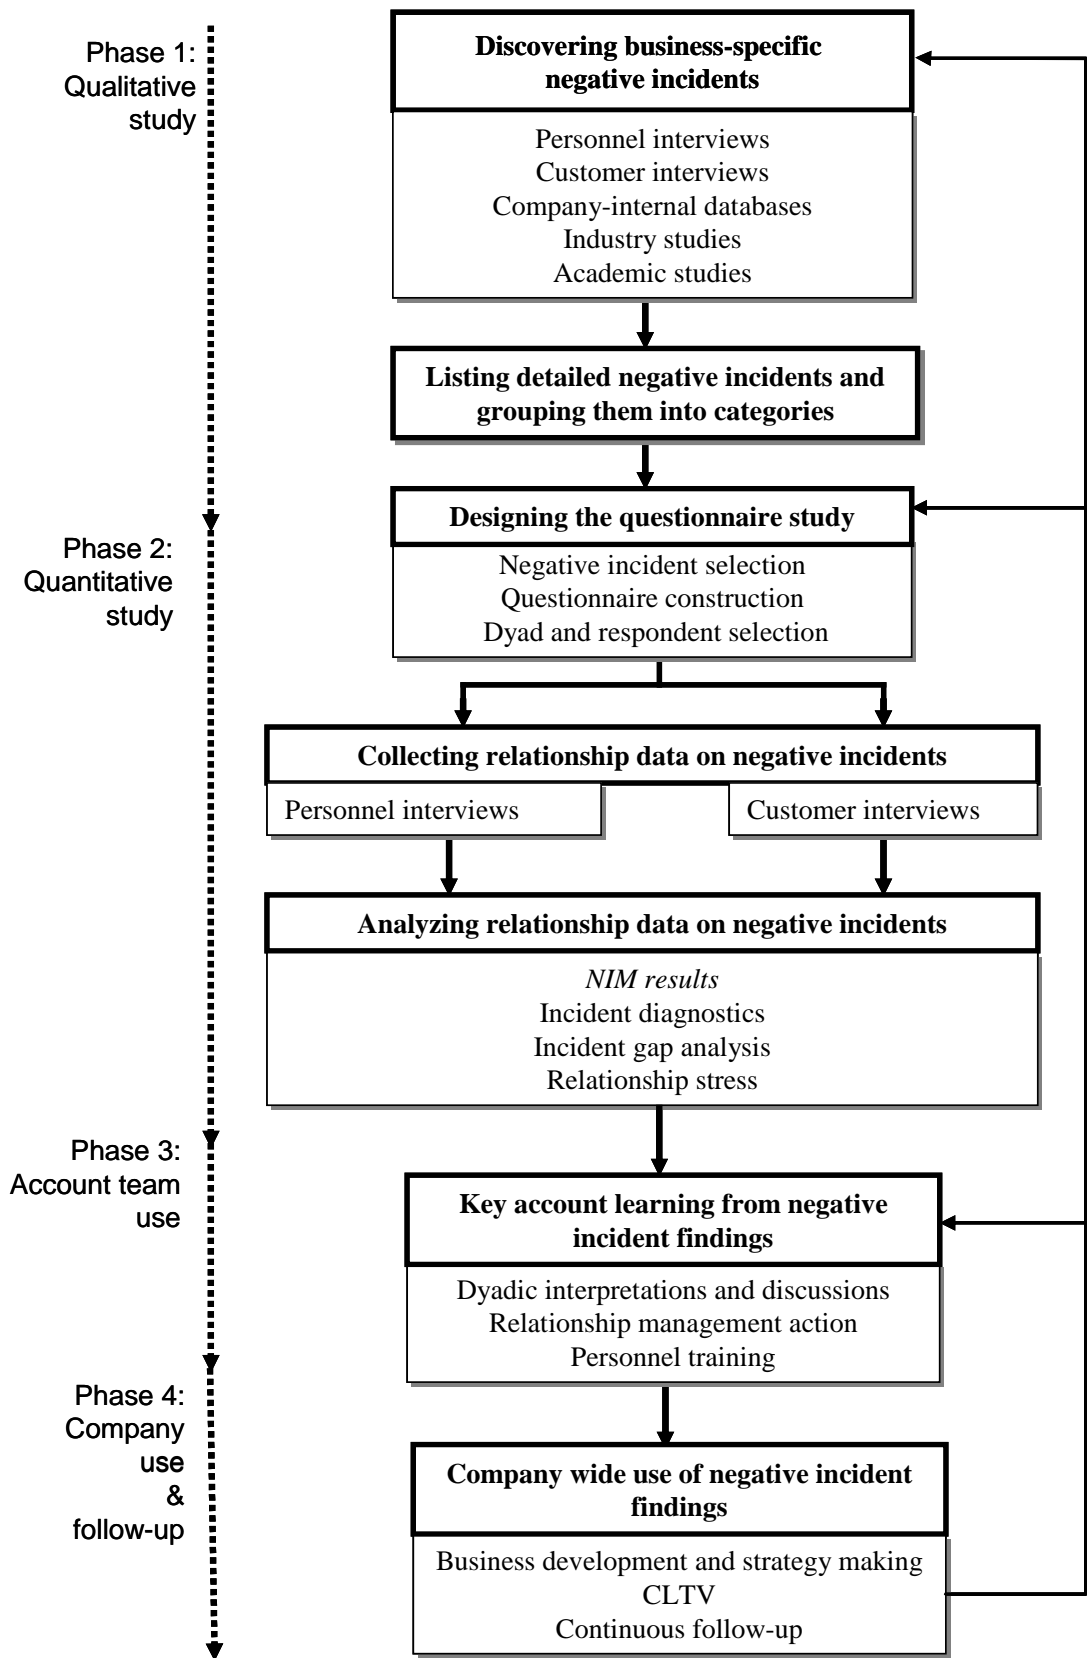 Phase 1:
Qualitative
study
Discovering business-specific
negative incidents
Personnel interviews
Customer interviews
Company-internal databases
Industry studies
Academic studies
Listing detailed negative incidents and
grouping them into categories
Phase 2:
Quantitative
study
Designing the questionnaire study
Negative incident selection
Questionnaire construction
Dyad and respondent selection
Collecting relationship data on negative incidents
Personnel interviews
Customer interviews
Analyzing relationship data on negative incidents
NIM results
Incident diagnostics
Incident gap analysis
Relationship stress
Phase 3:
Account team
use
Key account learning from negative
incident findings
Dyadic interpretations and discussions
Relationship management action
Personnel training
Phase 4:
Company
use
&
follow-up
Company wide use of negative incident
findings
Business development and strategy making
CLTV
Continuous follow-up